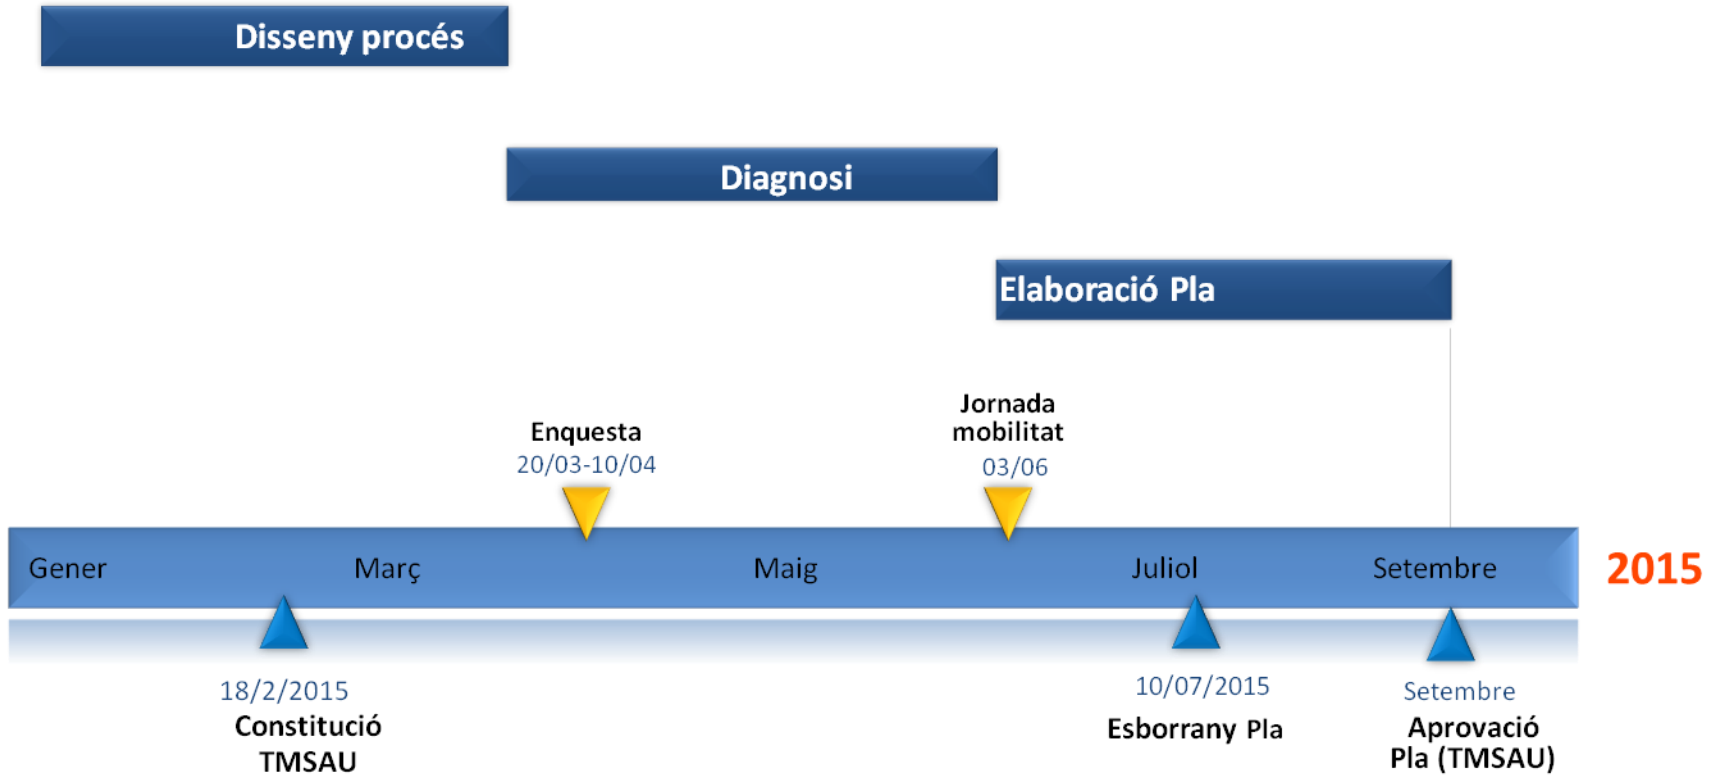 Disseny procés
Diagnosi
Elaboració Pla
Enquesta
20/03-10/04
Jornada
mobilitat
03/06
Gener
Març
Maig
Juliol
Setembre
2015
18/2/2015
Constitució
TMSAU
10/07/2015
Esborrany Pla
Setembre
Aprovació
Pla (TMSAU)